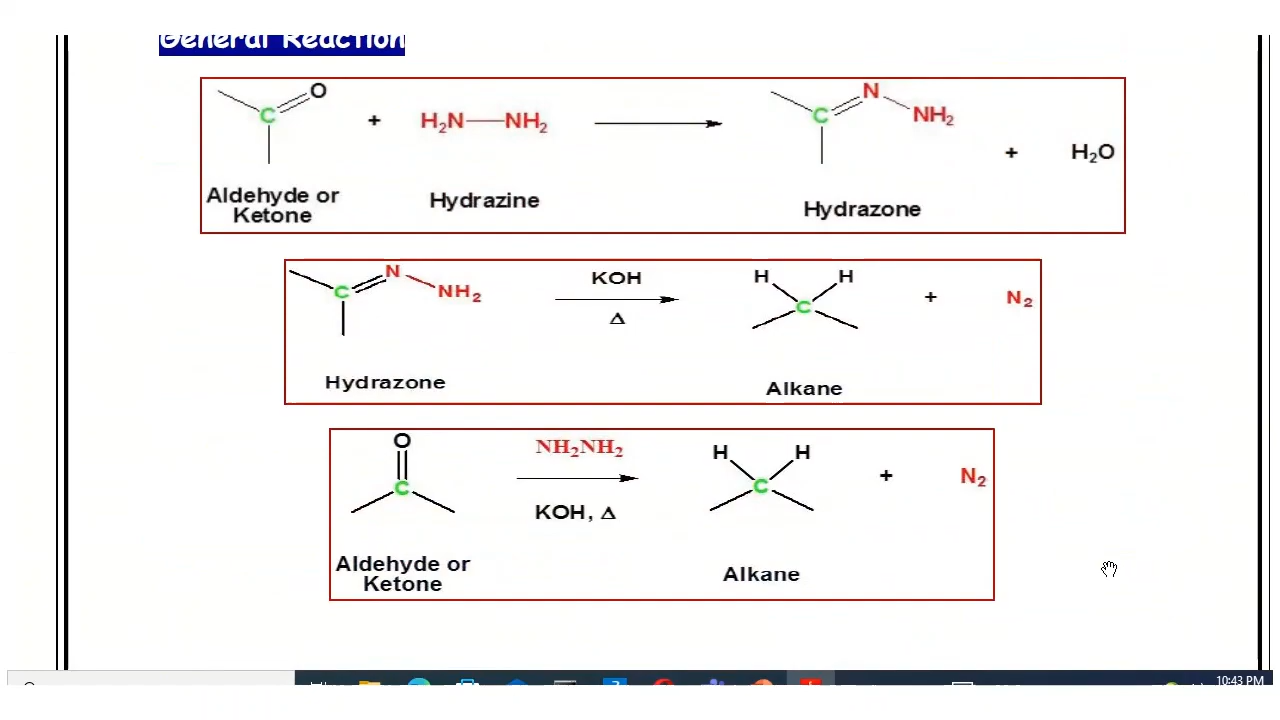 General Reaction
O
C
+
H₂N—NH₂
N
C
NH₂
+
H₂O
Aldehyde or
Ketone
Hydrazine
Hydrazone
N
C
NH₂
KOH
Δ
H H
C
+
N₂
Hydrazone
Alkane
O
C
NH₂NH₂
KOH, Δ
H H
C
+
N₂
Aldehyde or
Ketone
Alkane
10:43 PM